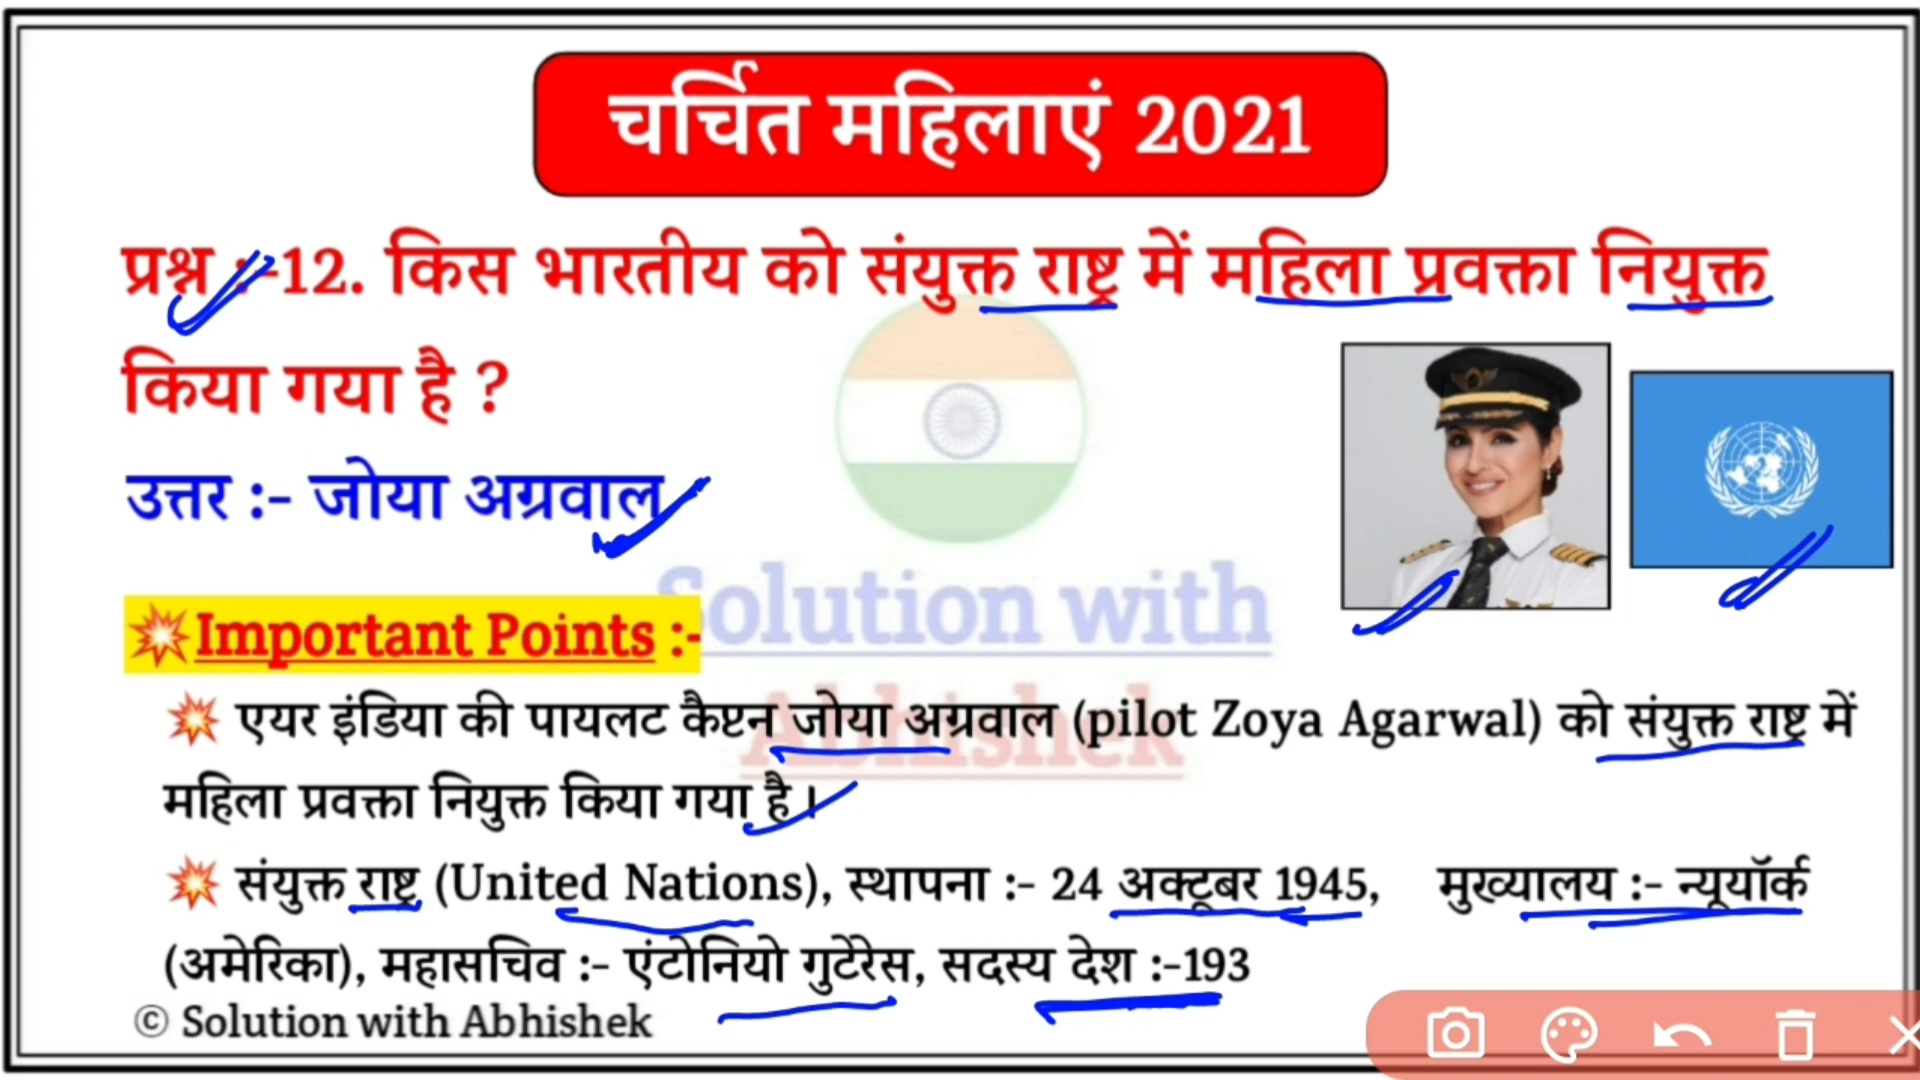 चर्चित महिलाएं 2021
प्रश्न :-12. किस भारतीय को संयुक्त राष्ट्र में महिला प्रवक्ता नियुक्त
किया गया है ?
उत्तर :- जोया अग्रवाल
Solution with
Abhishek
Important Points :-
एयर इंडिया की पायलट कैप्टन जोया अग्रवाल (pilot Zoya Agarwal) को संयुक्त राष्ट्र में
महिला प्रवक्ता नियुक्त किया गया है।
संयुक्त राष्ट्र (United Nations), स्थापना :- 24 अक्टूबर 1945, मुख्यालय :- न्यूयॉर्क
(अमेरिका), महासचिव :- एंटोनियो गुटेरेस, सदस्य देश :-193
© Solution with Abhishek